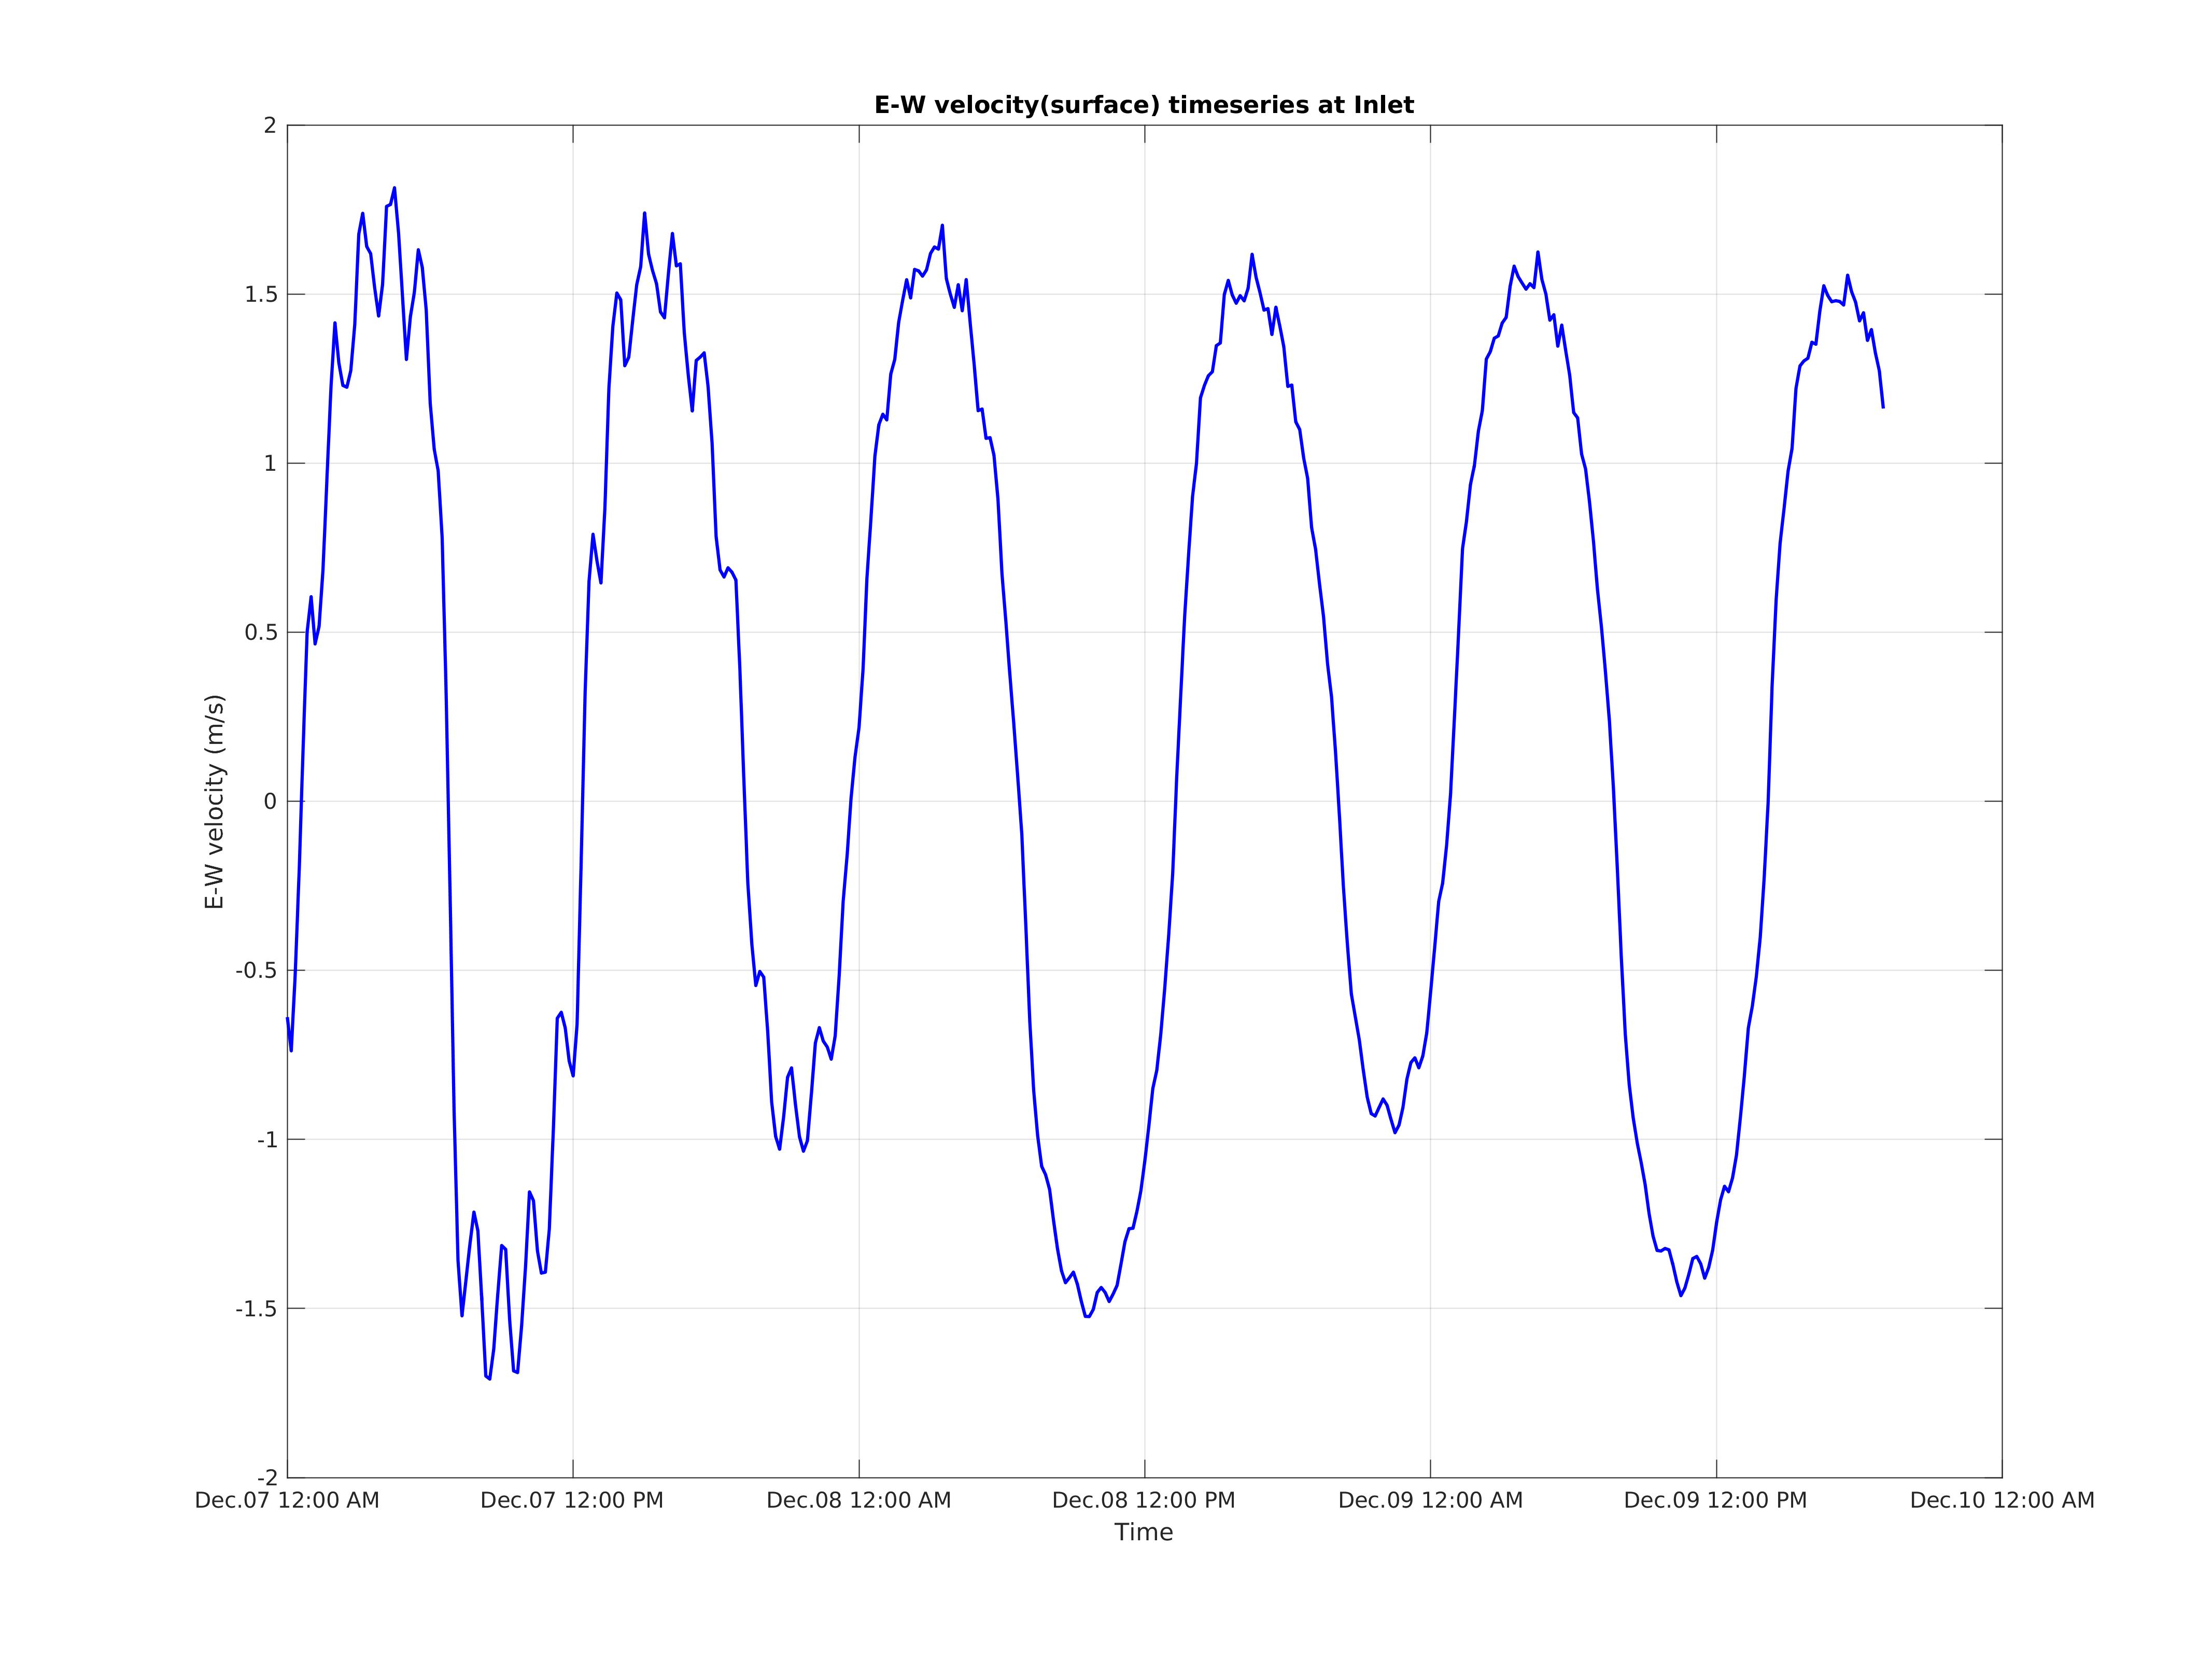 E-W velocity(surface) timeseries at Inlet
2
1.5
1
0.5
0
-0.5
-1
-1.5
-2
E-W velocity (m/s)
Dec.07 12:00 AM Dec.07 12:00 PM Dec.08 12:00 AM Dec.08 12:00 PM Dec.09 12:00 AM Dec.09 12:00 PM Dec.10 12:00 AM
Time